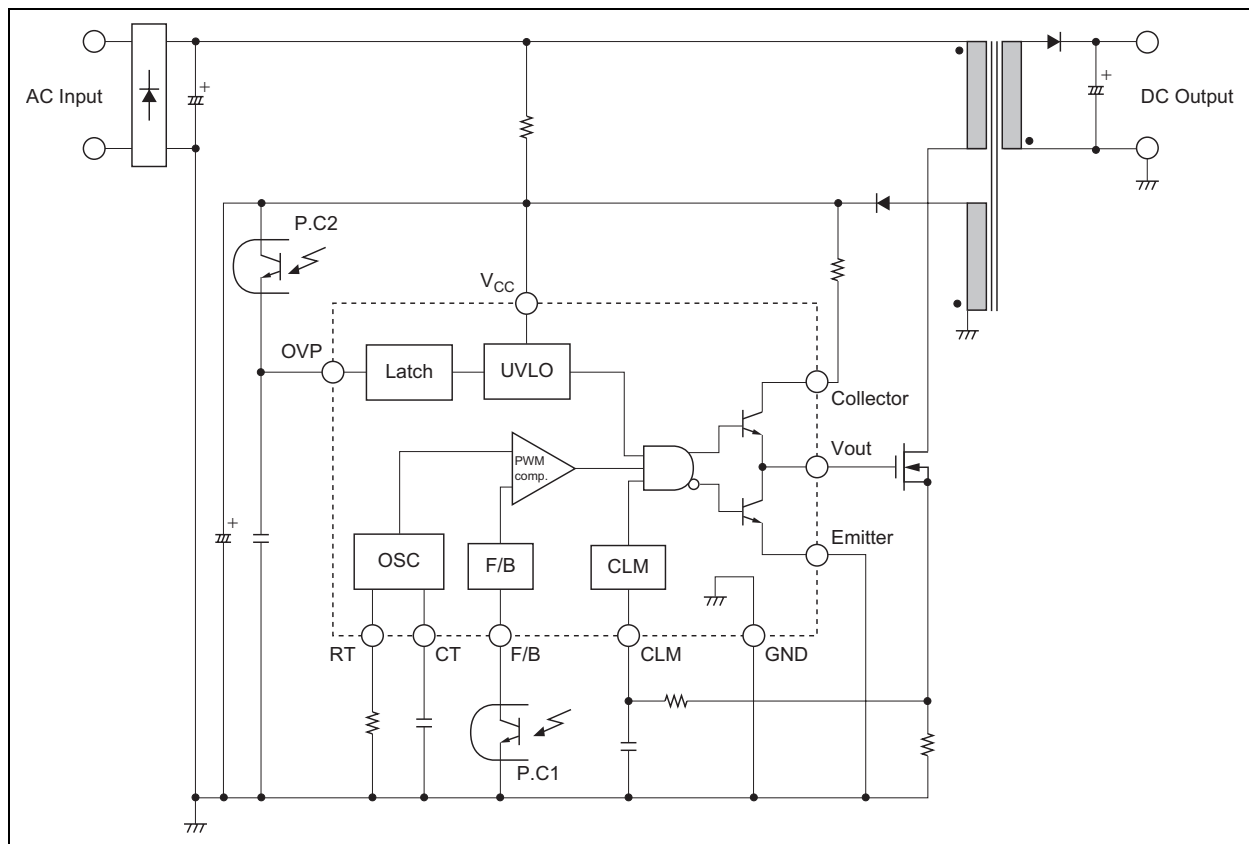 AC Input
DC Output
P.C2
VCC
OVP
Latch
UVLO
Collector
PWM
comp.
Vout
OSC
F/B
CLM
Emitter
RT
CT
F/B
CLM
GND
P.C1